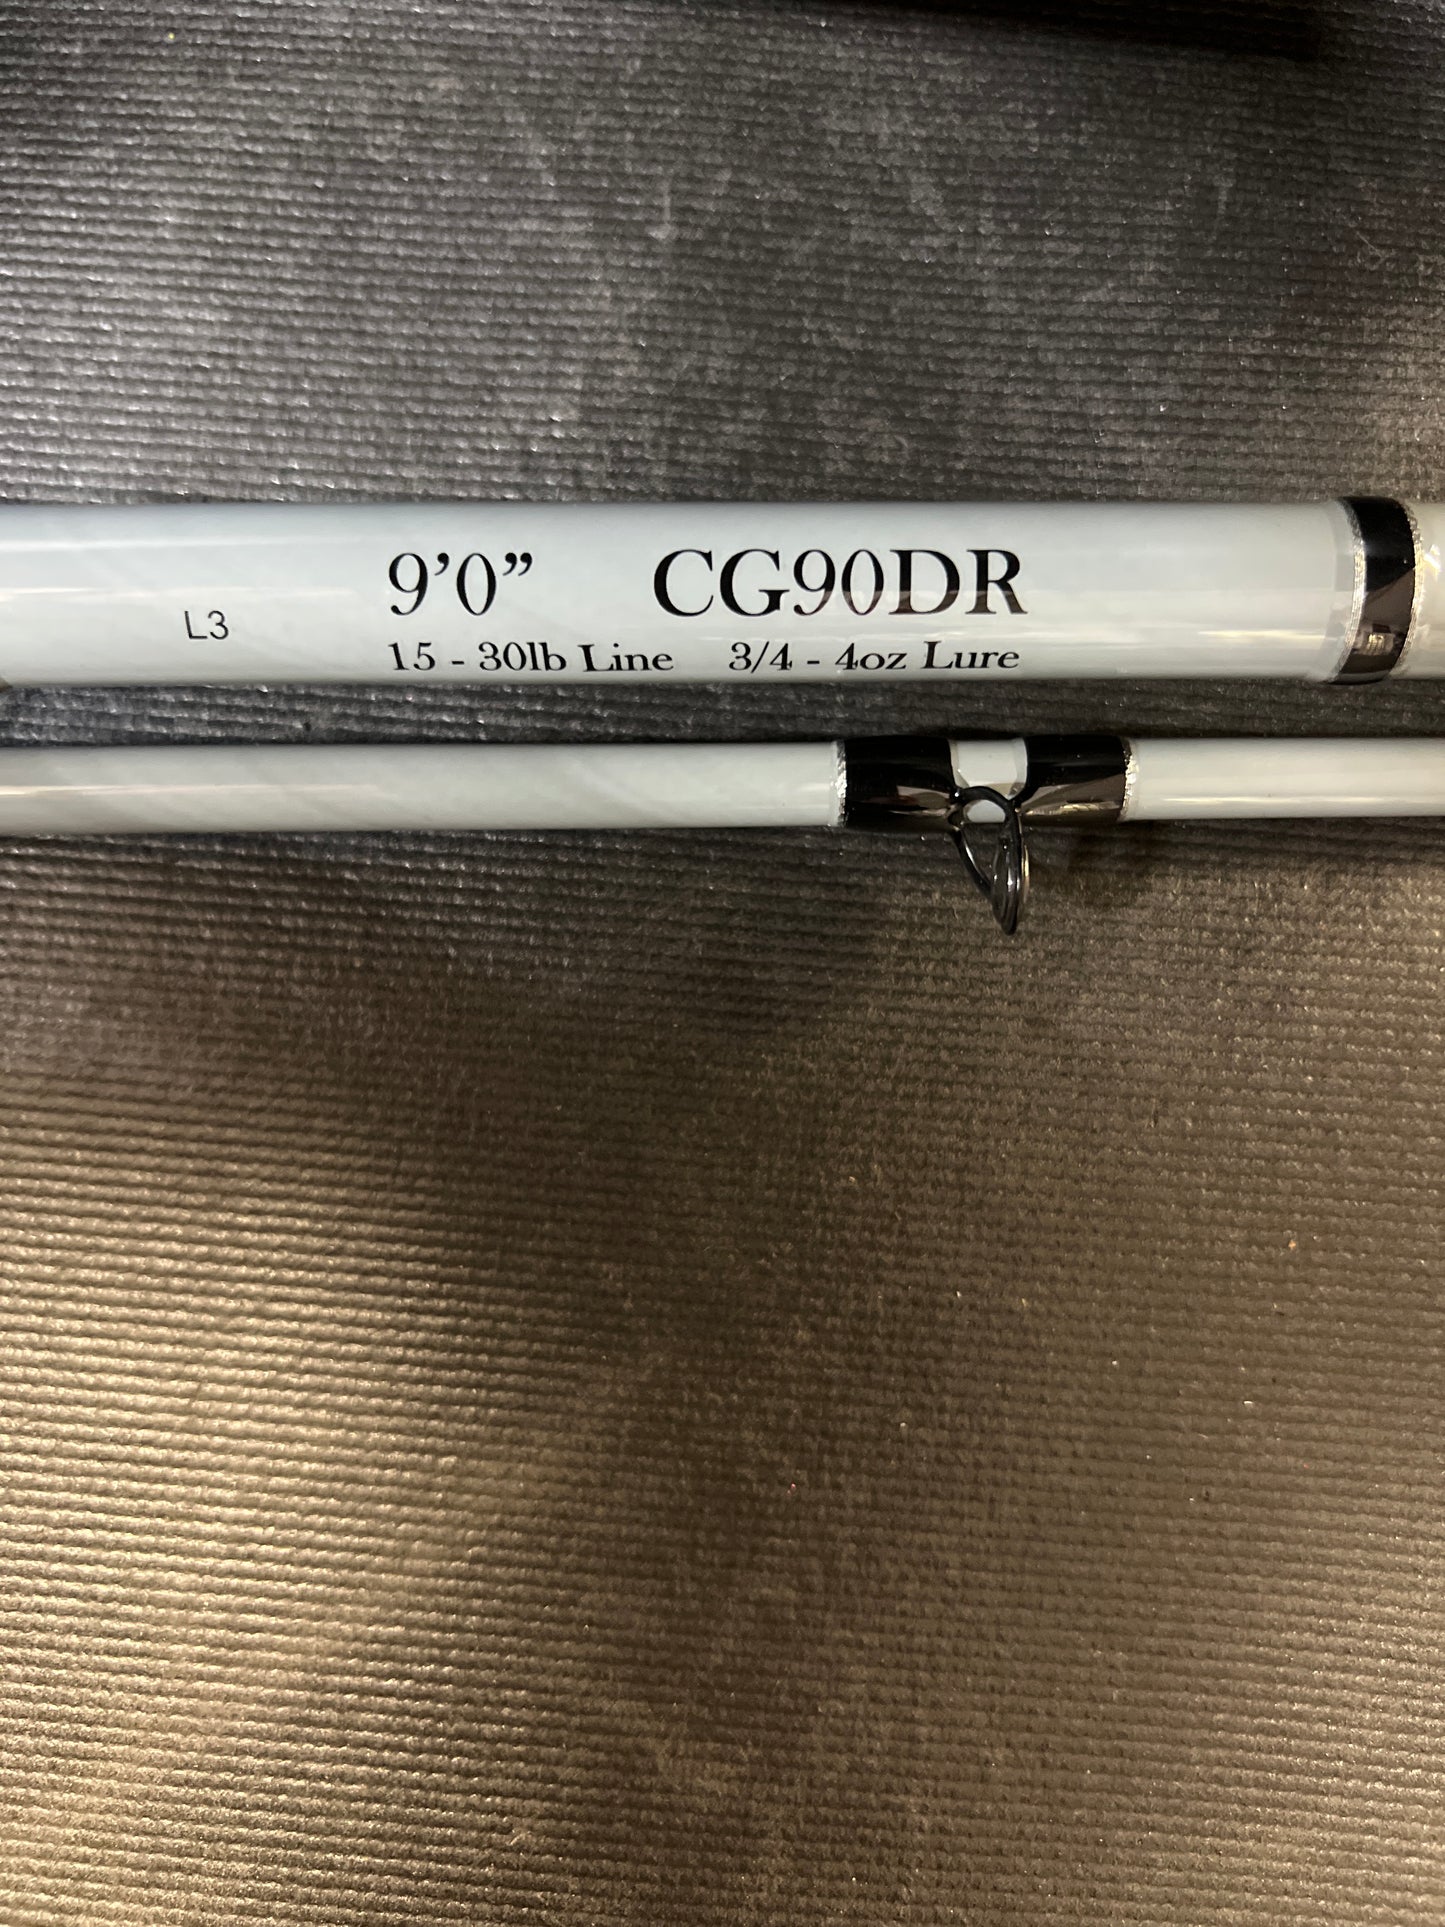 9’0” CG90DR
L3
15 - 30lb Line 3/4 - 4oz Lure